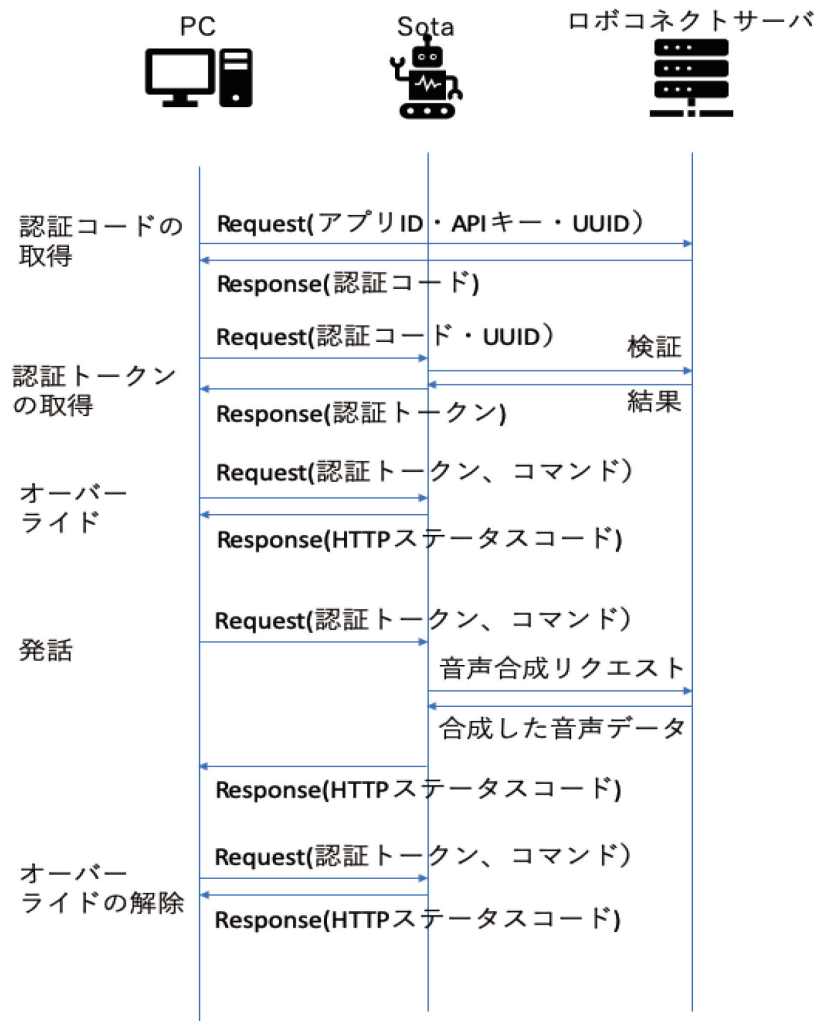 PC
Sota
ロボコネクトサーバ
認証コードの
取得
Request(アプリID・APIキー・UUID）
Response(認証コード)
Request(認証コード・UUID）
検証
認証トークン
の取得
結果
Response(認証トークン)
Request(認証トークン、コマンド）
オーバー
ライド
Response(HTTPステータスコード)
Request(認証トークン、コマンド）
発話
音声合成リクエスト
合成した音声データ
Response(HTTPステータスコード)
Request(認証トークン、コマンド）
オーバー
ライドの解除
Response(HTTPステータスコード)